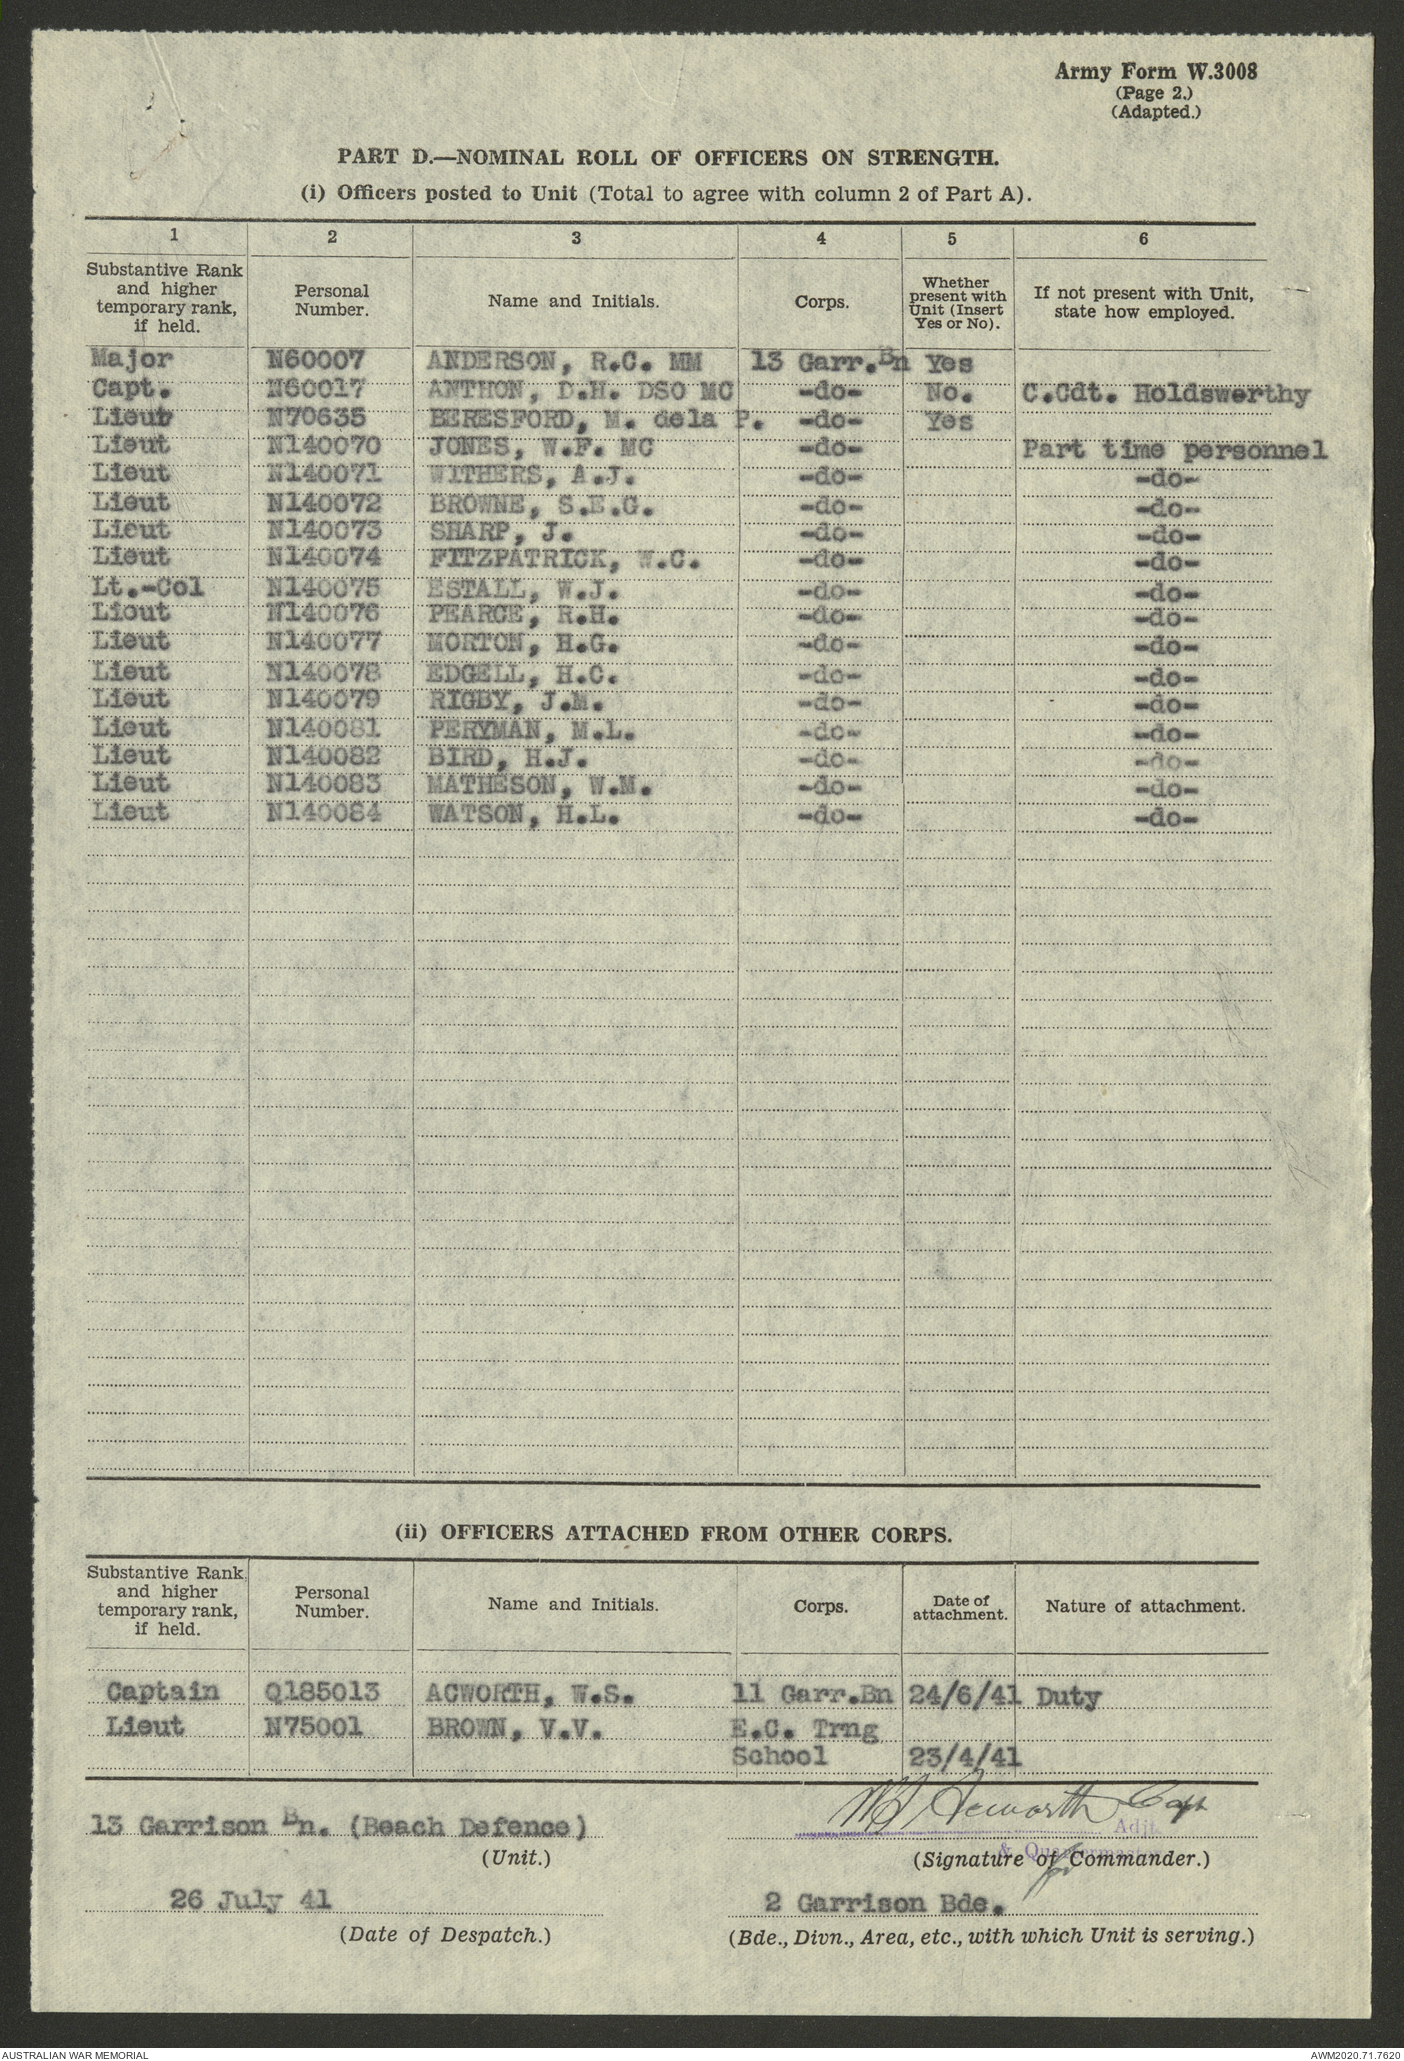 Army Form W.3008
(Page 2.)
(Adapted.)
PART D.—NOMINAL ROLL OF OFFICERS ON STRENGTH.
(i) Officers posted to Unit (Total to agree with column 2 of Part A).
1 2 3 4 5 6
Substantive Rank and higher temporary rank, if held. Personal Number. Name and Initials. Corps. Whether present with Unit (Insert Yes or No). If not present with Unit, state how employed.
Major N60007 ANDERSON, R.C. MM 13 Garr.Bn Yes
Capt. N60017 ANTHON, D.H. DSO MC -do- No. C.Cdt. Holdswerthy
Lieut N70635 BERESFORD, M. dela P. -do- Yes
Lieut N140070 JONES, W.F. MC -do- Part time personnel
Lieut N140071 WITHERS, A.J. -do- -do-
Lieut N140072 BROWNE, S.E.G. -do- -do-
Lieut N140073 SHARP, J. -do- -do-
Lieut N140074 FITZPATRICK, W.C. -do- -do-
Lt.-Col N140075 ESTALL, W.J. -do- -do-
Lieut N140076 PEARCE, R.H. -do- -do-
Lieut N140077 MORTON, H.G. -do- -do-
Lieut N140078 EDGELL, H.C. -do- -do-
Lieut N140079 RIGBY, J.M. -do- -do-
Lieut N140081 PERYMAN, M.L. -do- -do-
Lieut N140082 BIRD, H.J. -do- -do-
Lieut N140083 MATHESON, W.M. -do- -do-
Lieut N140084 WATSON, H.L. -do- -do-
(ii) OFFICERS ATTACHED FROM OTHER CORPS.
Substantive Rank and higher temporary rank, if held. Personal Number. Name and Initials. Corps. Date of attachment. Nature of attachment.
Captain Q185013 ACWORTH, W.S. 11 Garr.Bn 24/6/41 Duty
Lieut N75001 BROWN, V.V. E.C. Trng
School 23/4/41
WS Acworth Capt
13 Garrison Bn. (Beach Defence) Adjt.
& Quartermaster
(Unit.) (Signature of Commander.)
for
26 July 41 2 Garrison Bde.
(Date of Despatch.) (Bde., Divn., Area, etc., with which Unit is serving.)
AUSTRALIAN WAR MEMORIAL AWM2020.71.7620